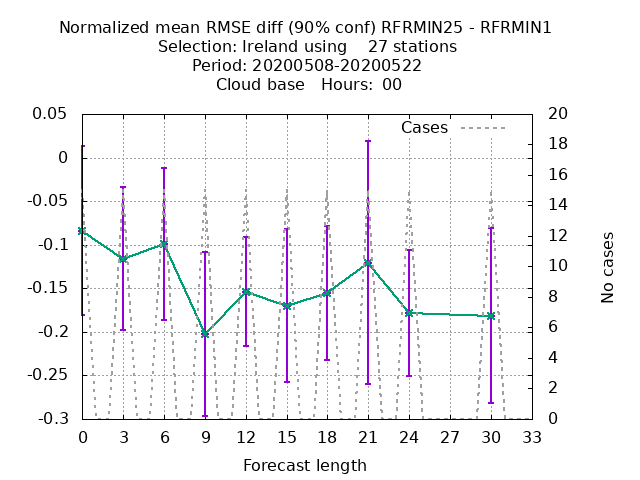 Normalized mean RMSE diff (90% conf) RFRMIN25 - RFRMIN1
Selection: Ireland using    27 stations
Period: 20200508-20200522
Cloud base   Hours:  00
Cases
0.05
0
-0.05
-0.1
-0.15
-0.2
-0.25
-0.3
20
18
16
14
12
10
8
6
4
2
0
No cases
0 3 6 9 12 15 18 21 24 27 30 33
Forecast length